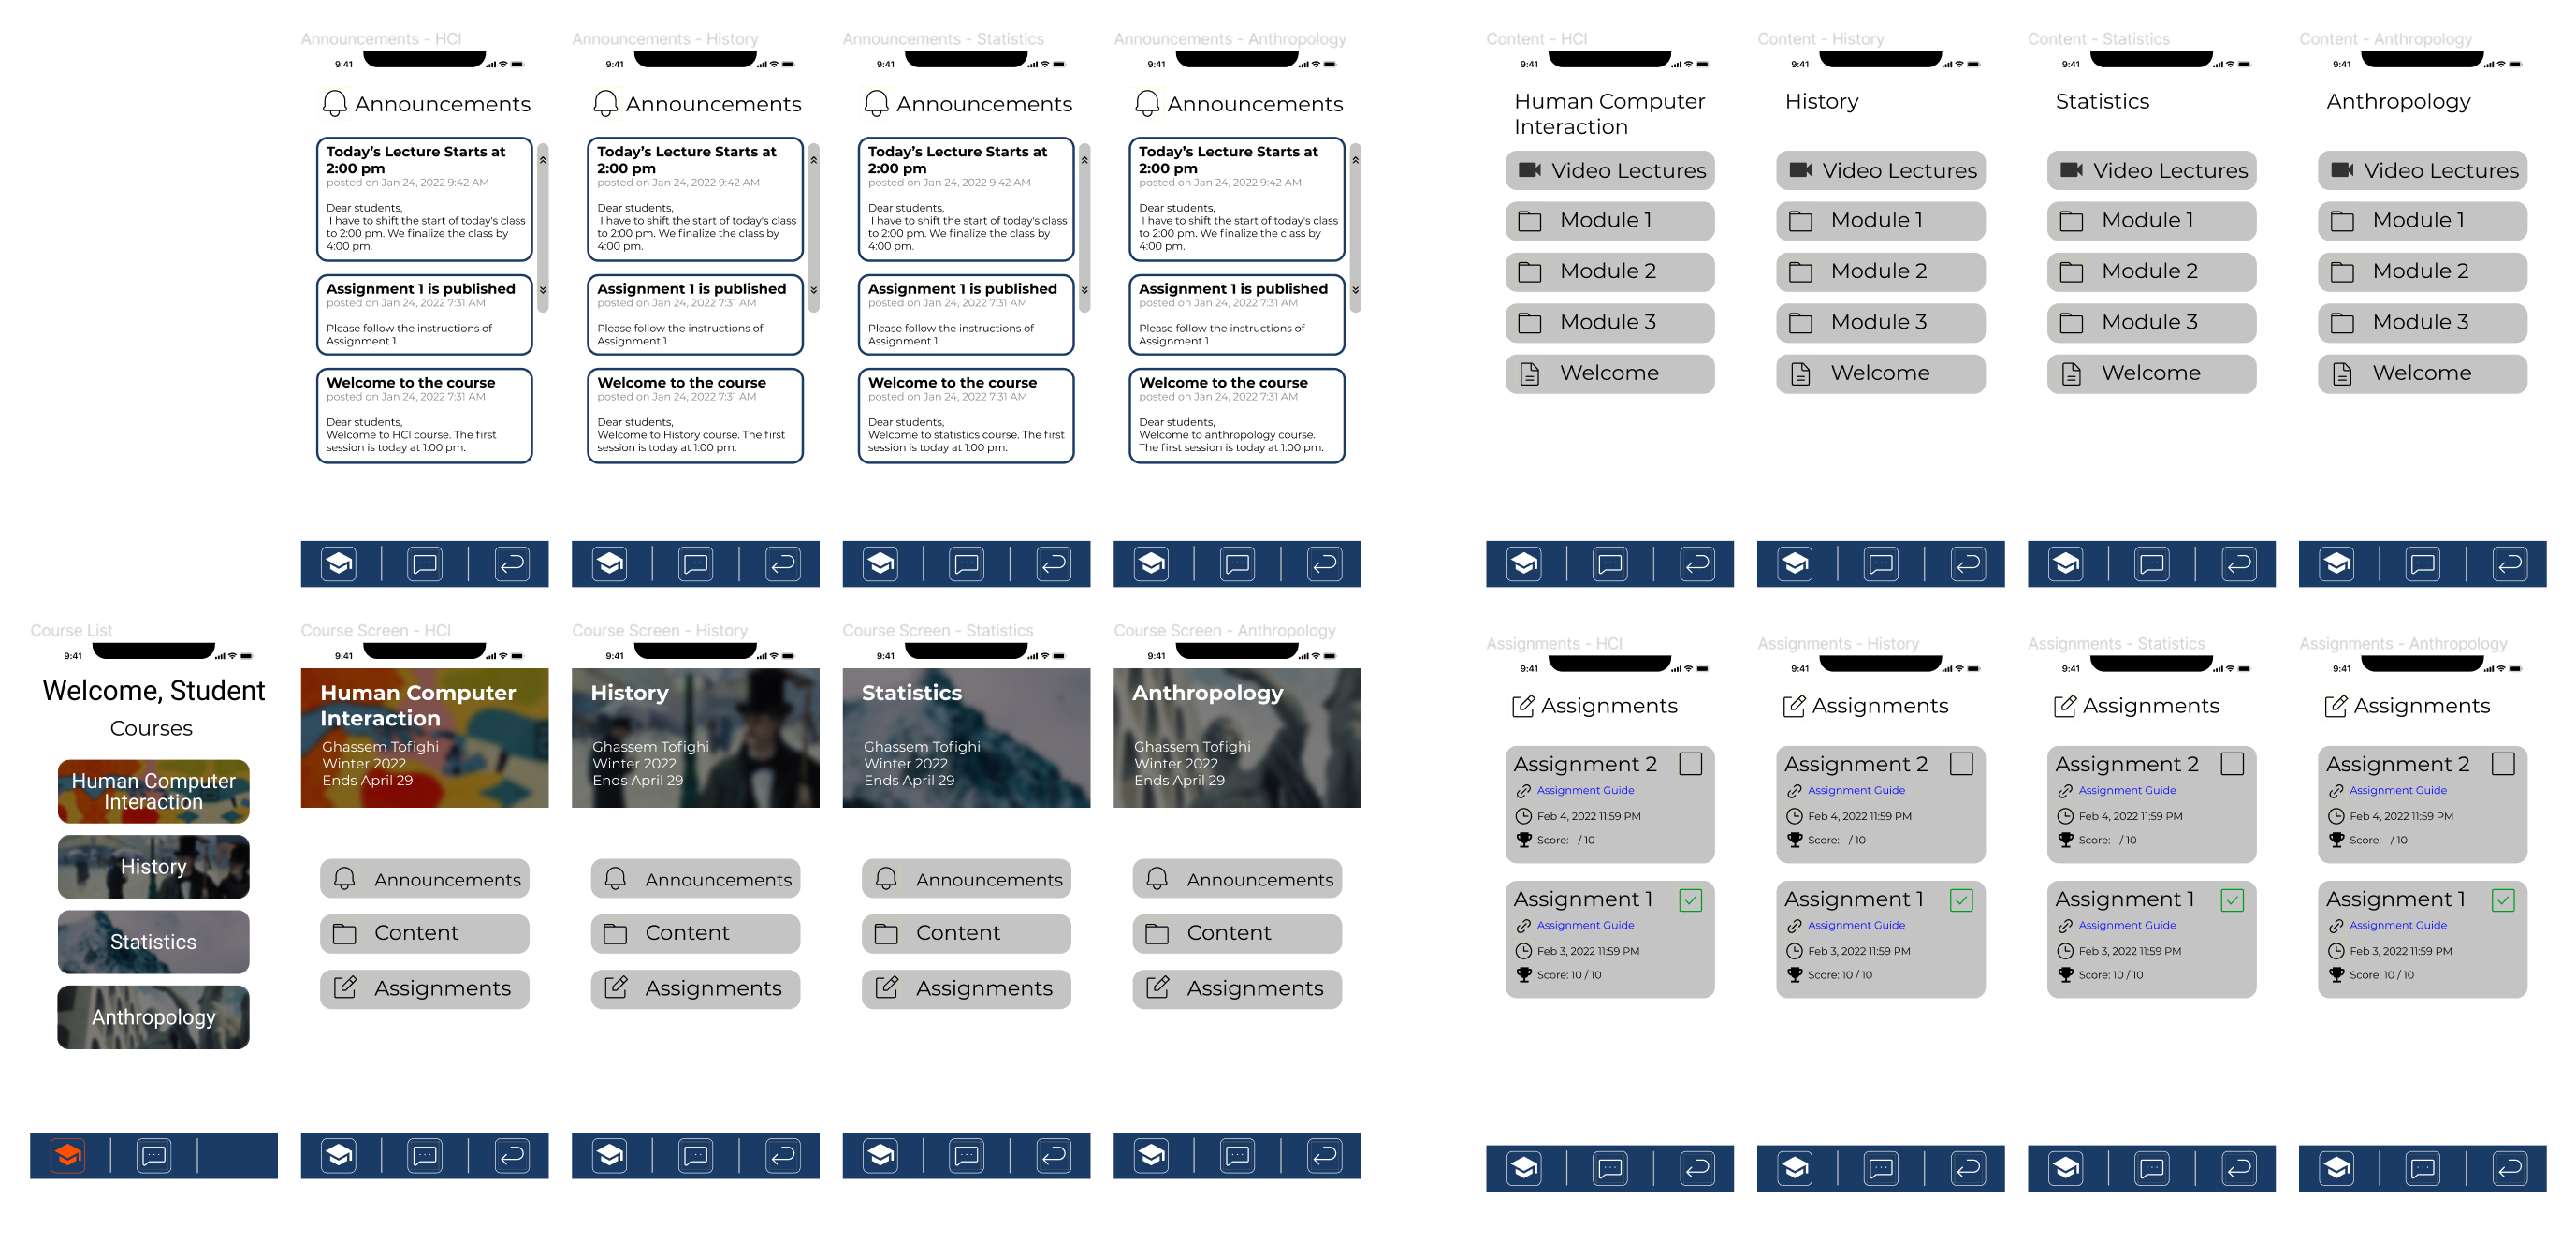 Announcements - HCI
9:41
Announcements
Today's Lecture Starts at
2:00 pm
posted on Jan 24, 2022 9:42 AM
Dear students,
I have to shift the start of today's class
to 2:00 pm. We finalize the class by
4:00 pm.
Assignment 1 is published
posted on Jan 24, 2022 7:31 AM
Please follow the instructions of
Assignment 1
Welcome to the course
posted on Jan 24, 2022 7:31 AM
Dear students,
Welcome to HCI course. The first
session is today at 1:00 pm.
Announcements - History
9:41
Announcements
Today's Lecture Starts at
2:00 pm
posted on Jan 24, 2022 9:42 AM
Dear students,
I have to shift the start of today's class
to 2:00 pm. We finalize the class by
4:00 pm.
Assignment 1 is published
posted on Jan 24, 2022 7:31 AM
Please follow the instructions of
Assignment 1
Welcome to the course
posted on Jan 24, 2022 7:31 AM
Dear students,
Welcome to History course. The first
session is today at 1:00 pm.
Announcements - Statistics
9:41
Announcements
Today's Lecture Starts at
2:00 pm
posted on Jan 24, 2022 9:42 AM
Dear students,
I have to shift the start of today's class
to 2:00 pm. We finalize the class by
4:00 pm.
Assignment 1 is published
posted on Jan 24, 2022 7:31 AM
Please follow the instructions of
Assignment 1
Welcome to the course
posted on Jan 24, 2022 7:31 AM
Dear students,
Welcome to statistics course. The first
session is today at 1:00 pm.
Announcements - Anthropology
9:41
Announcements
Today's Lecture Starts at
2:00 pm
posted on Jan 24, 2022 9:42 AM
Dear students,
I have to shift the start of today's class
to 2:00 pm. We finalize the class by
4:00 pm.
Assignment 1 is published
posted on Jan 24, 2022 7:31 AM
Please follow the instructions of
Assignment 1
Welcome to the course
posted on Jan 24, 2022 7:31 AM
Dear students,
Welcome to anthropology course.
The first session is today at 1:00 pm.
Content - HCI
9:41
Human Computer
Interaction
Video Lectures
Module 1
Module 2
Module 3
Welcome
Content - History
9:41
History
Video Lectures
Module 1
Module 2
Module 3
Welcome
Content - Statistics
9:41
Statistics
Video Lectures
Module 1
Module 2
Module 3
Welcome
Content - Anthropology
9:41
Anthropology
Video Lectures
Module 1
Module 2
Module 3
Welcome
Course List
9:41
Welcome, Student
Courses
Human Computer
Interaction
History
Statistics
Anthropology
Course Screen - HCI
9:41
Human Computer
Interaction
Ghassem Tofighi
Winter 2022
Ends April 29
Announcements
Content
Assignments
Course Screen - History
9:41
History
Ghassem Tofighi
Winter 2022
Ends April 29
Announcements
Content
Assignments
Course Screen - Statistics
9:41
Statistics
Ghassem Tofighi
Winter 2022
Ends April 29
Announcements
Content
Assignments
Course Screen - Anthropology
9:41
Anthropology
Ghassem Tofighi
Winter 2022
Ends April 29
Announcements
Content
Assignments
Assignments - HCI
9:41
Assignments
Assignment 2
Assignment Guide
Feb 4, 2022 11:59 PM
Score: - / 10
Assignment 1
Assignment Guide
Feb 3, 2022 11:59 PM
Score: 10 / 10
Assignments - History
9:41
Assignments
Assignment 2
Assignment Guide
Feb 4, 2022 11:59 PM
Score: - / 10
Assignment 1
Assignment Guide
Feb 3, 2022 11:59 PM
Score: 10 / 10
Assignments - Statistics
9:41
Assignments
Assignment 2
Assignment Guide
Feb 4, 2022 11:59 PM
Score: - / 10
Assignment 1
Assignment Guide
Feb 3, 2022 11:59 PM
Score: 10 / 10
Assignments - Anthropology
9:41
Assignments
Assignment 2
Assignment Guide
Feb 4, 2022 11:59 PM
Score: - / 10
Assignment 1
Assignment Guide
Feb 3, 2022 11:59 PM
Score: 10 / 10